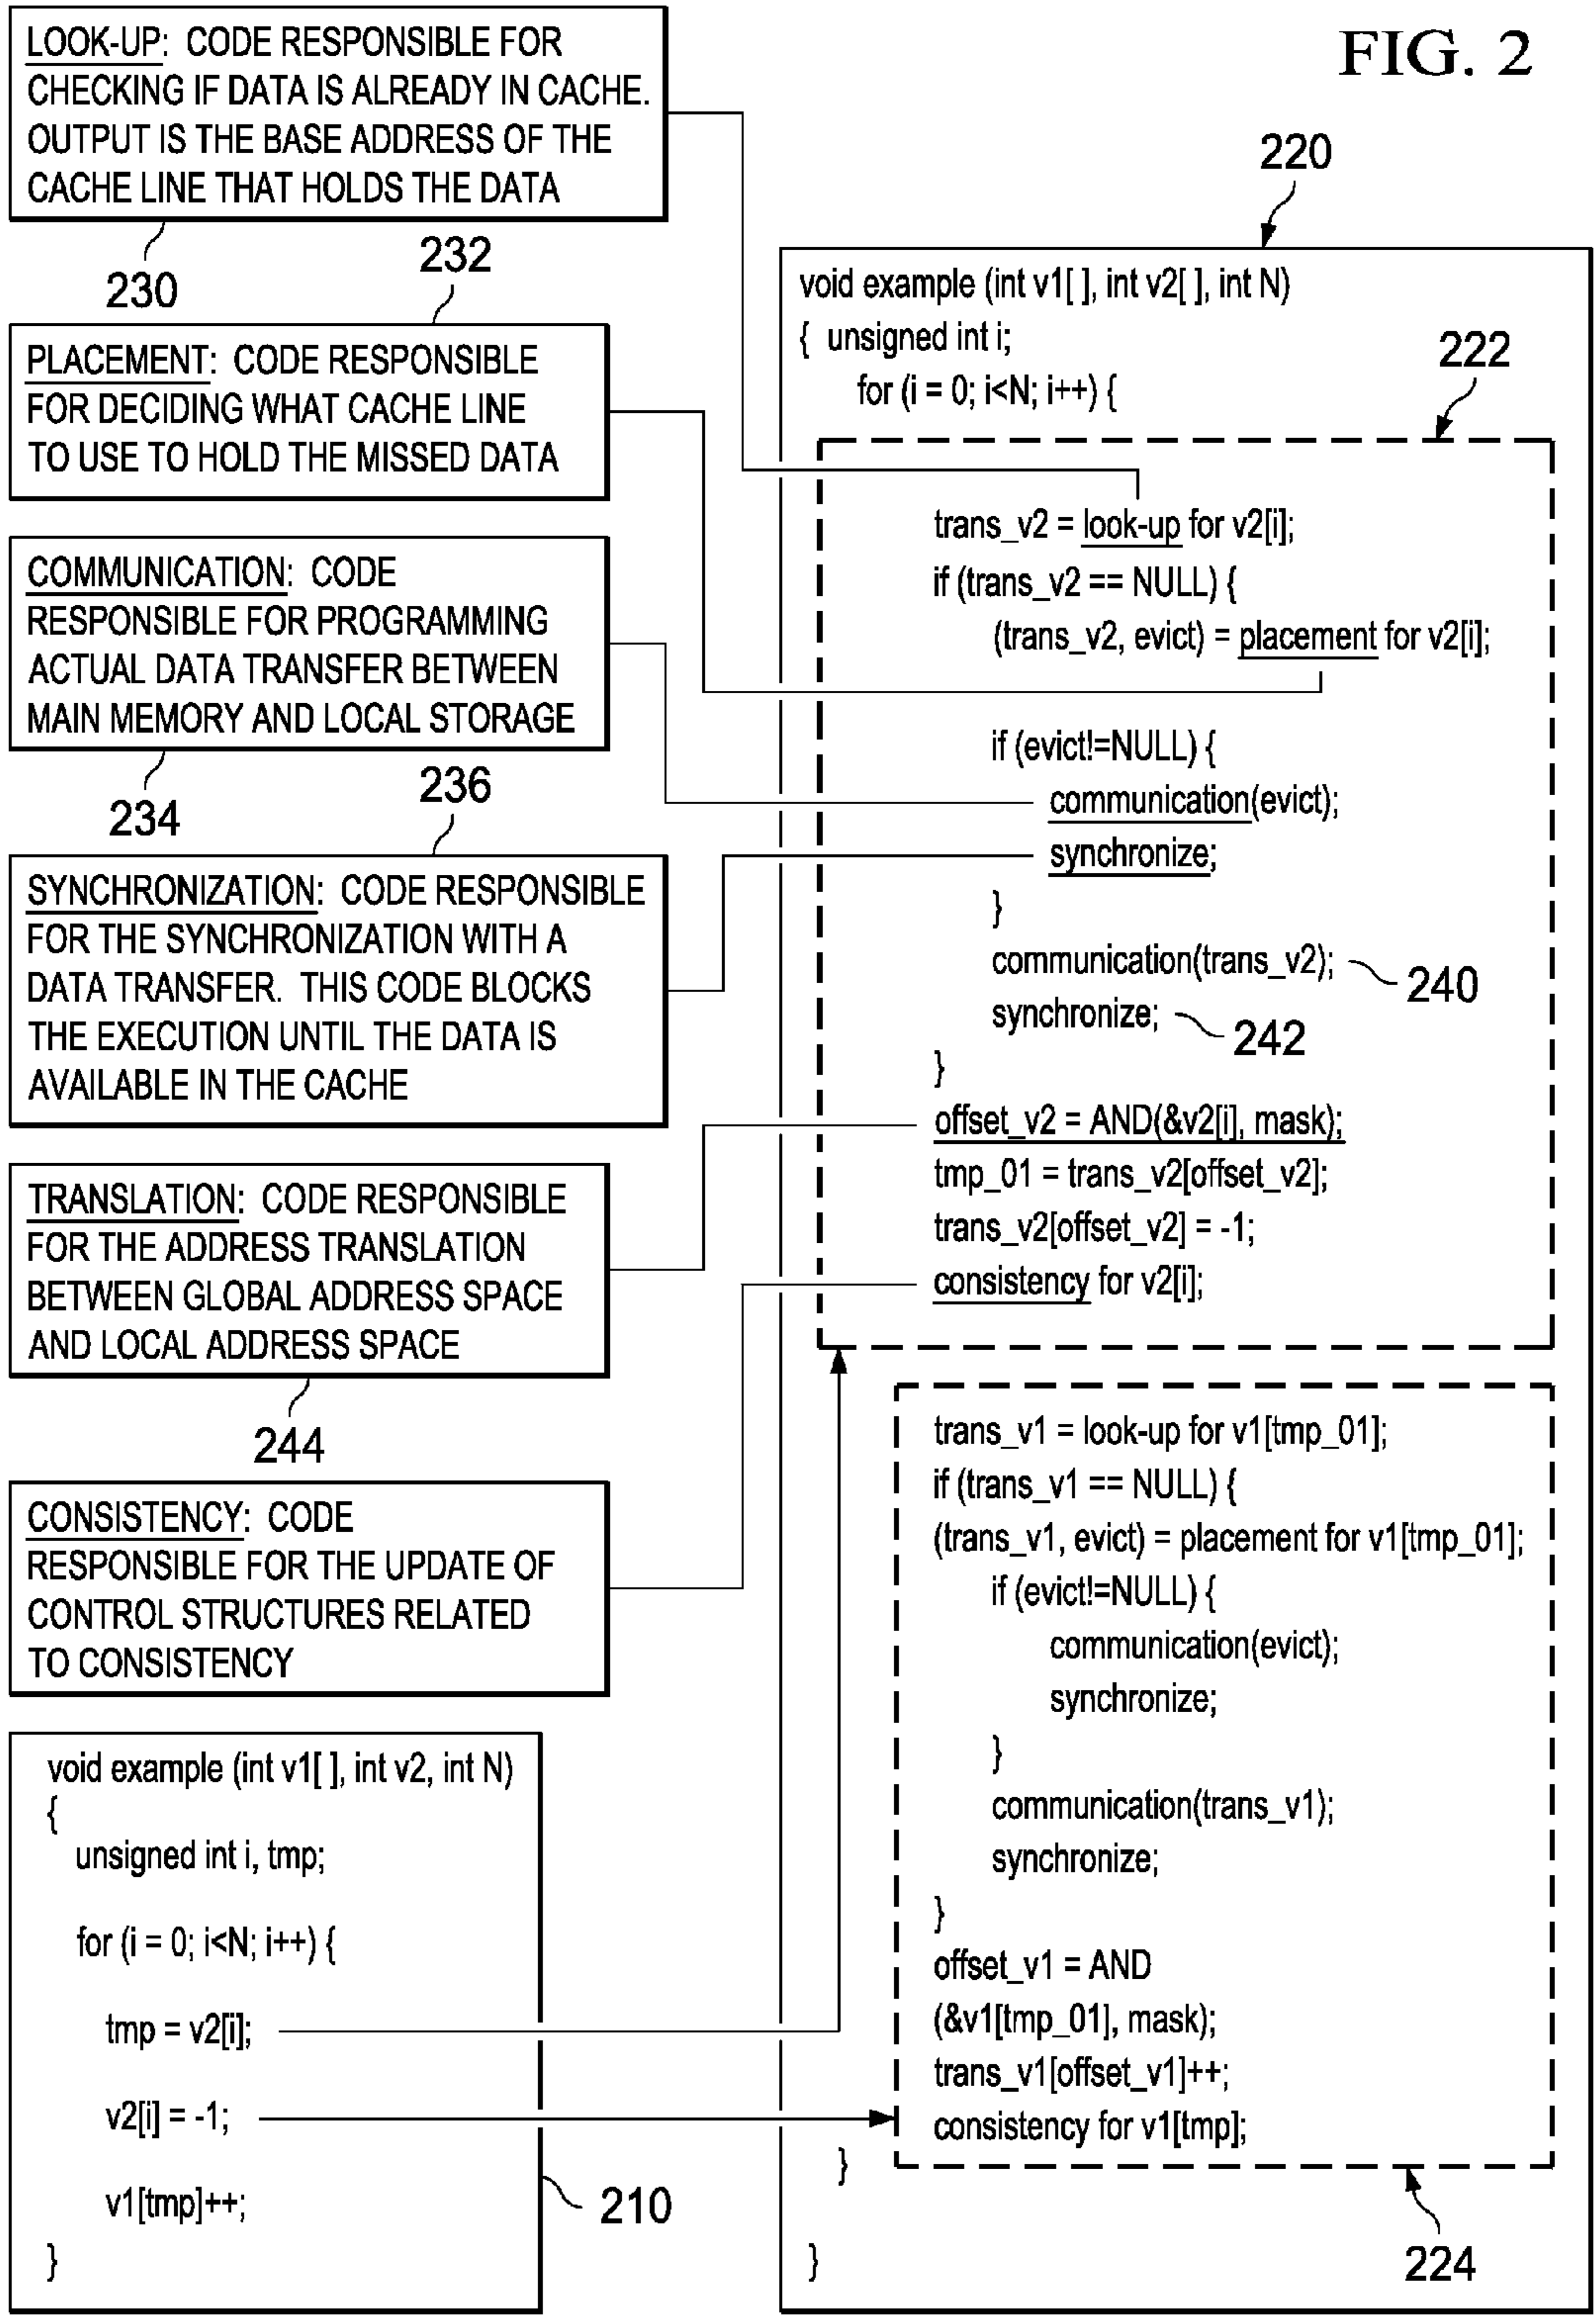 FIG. 2
LOOK-UP: CODE RESPONSIBLE FOR
CHECKING IF DATA IS ALREADY IN CACHE.
OUTPUT IS THE BASE ADDRESS OF THE
CACHE LINE THAT HOLDS THE DATA
230
232
PLACEMENT: CODE RESPONSIBLE
FOR DECIDING WHAT CACHE LINE
TO USE TO HOLD THE MISSED DATA
COMMUNICATION: CODE
RESPONSIBLE FOR PROGRAMMING
ACTUAL DATA TRANSFER BETWEEN
MAIN MEMORY AND LOCAL STORAGE
234
236
SYNCHRONIZATION: CODE RESPONSIBLE
FOR THE SYNCHRONIZATION WITH A
DATA TRANSFER. THIS CODE BLOCKS
THE EXECUTION UNTIL THE DATA IS
AVAILABLE IN THE CACHE
TRANSLATION: CODE RESPONSIBLE
FOR THE ADDRESS TRANSLATION
BETWEEN GLOBAL ADDRESS SPACE
AND LOCAL ADDRESS SPACE
244
CONSISTENCY: CODE
RESPONSIBLE FOR THE UPDATE OF
CONTROL STRUCTURES RELATED
TO CONSISTENCY
void example (int v1[ ], int v2, int N)
{
unsigned int i, tmp;
for (i = 0; i<N; i++) {
tmp = v2[i];
v2[i] = -1;
v1[tmp]++;
}
210
220
void example (int v1[ ], int v2[ ], int N)
{ unsigned int i;
for (i = 0; i<N; i++) {
222
trans_v2 = look-up for v2[i];
if (trans_v2 == NULL) {
(trans_v2, evict) = placement for v2[i];
if (evict!=NULL) {
communication(evict);
synchronize;
}
communication(trans_v2);
240
synchronize;
242
}
offset_v2 = AND(&v2[i], mask);
tmp_01 = trans_v2[offset_v2];
trans_v2[offset_v2] = -1;
consistency for v2[i];
trans_v1 = look-up for v1[tmp_01];
if (trans_v1 == NULL) {
(trans_v1, evict) = placement for v1[tmp_01];
if (evict!=NULL) {
communication(evict);
synchronize;
}
communication(trans_v1);
synchronize;
}
offset_v1 = AND
(&v1[tmp_01], mask);
trans_v1[offset_v1]++;
consistency for v1[tmp];
}
224
}